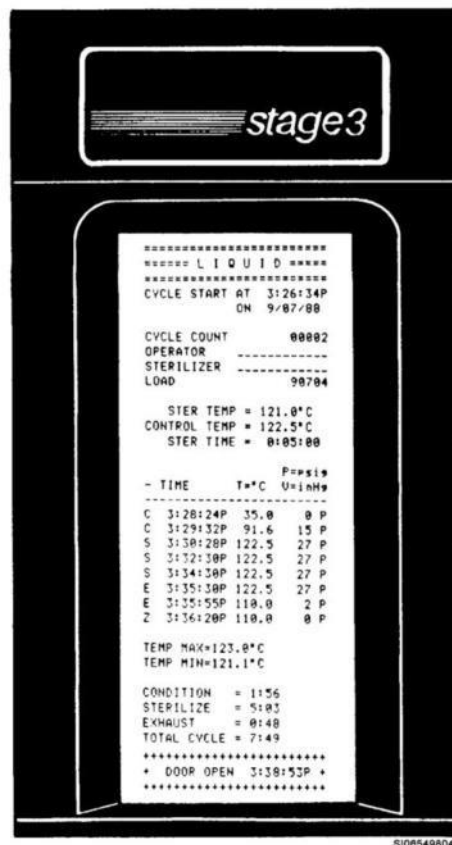 stage3
=========================
====== L I Q U I D =====
=========================
CYCLE START AT 3:26:34P
ON 9/07/88
CYCLE COUNT 00002
OPERATOR ____________
STERILIZER ____________
LOAD 90704
STER TEMP = 121.0°C
CONTROL TEMP = 122.5°C
STER TIME = 0:05:00
P=psig
- TIME T=°C V=inHg
-------------------------
C 3:28:24P 35.0 0 P
C 3:29:32P 91.6 15 P
S 3:30:28P 122.5 27 P
S 3:32:30P 122.5 27 P
S 3:34:30P 122.5 27 P
E 3:35:30P 122.5 27 P
E 3:35:55P 110.0 2 P
Z 3:36:20P 110.0 0 P
TEMP MAX=123.0°C
TEMP MIN=121.1°C
CONDITION = 1:56
STERILIZE = 5:03
EXHAUST = 0:48
TOTAL CYCLE = 7:49
++++++++++++++++++++++++
+ DOOR OPEN 3:38:53P +
++++++++++++++++++++++++
SI08549804